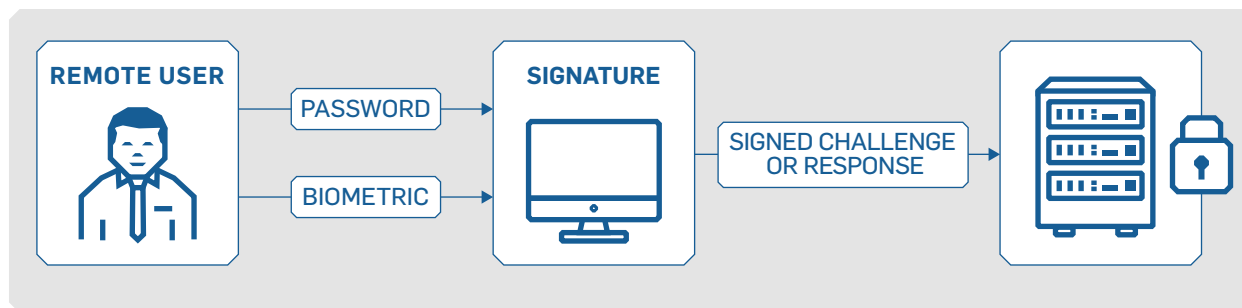 REMOTE USER
PASSWORD
BIOMETRIC
SIGNATURE
SIGNED CHALLENGE
OR RESPONSE